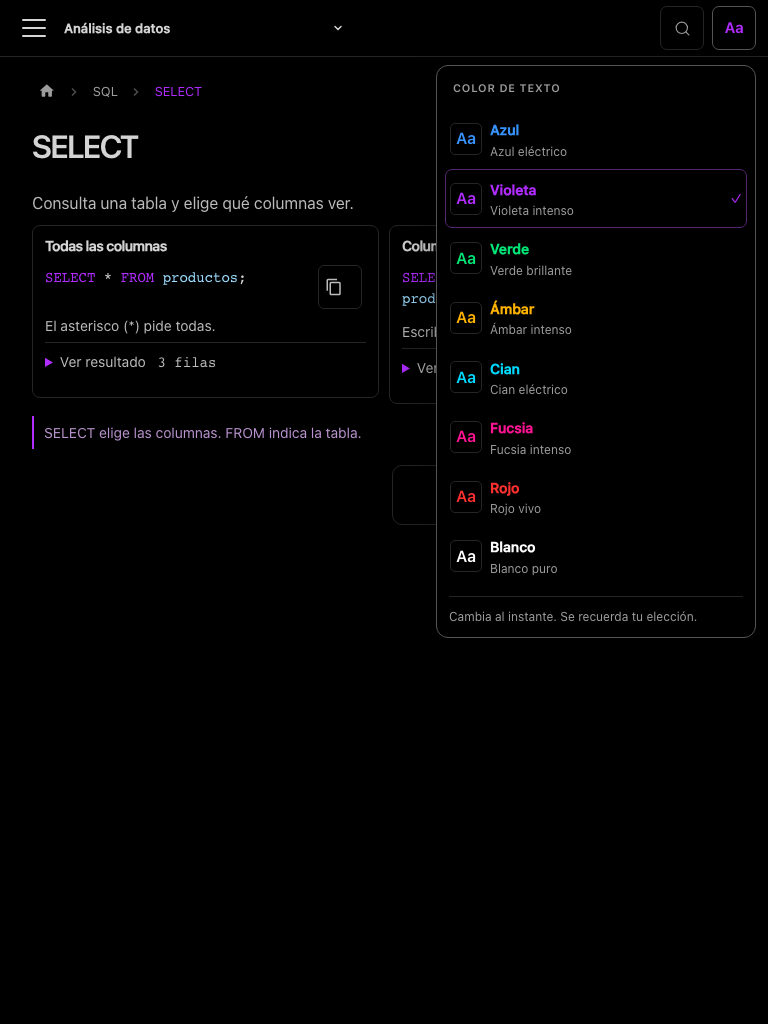 Análisis de datos
Aa
SQL
SELECT
SELECT
Consulta una tabla y elige qué columnas ver.
Todas las columnas
SELECT * FROM productos;
El asterisco (*) pide todas.
Ver resultado 3 filas
SELECT elige las columnas. FROM indica la tabla.
COLOR DE TEXTO
Aa
Azul
Azul eléctrico
Aa
Violeta
Violeta intenso
Aa
Verde
Verde brillante
Aa
Ámbar
Ámbar intenso
Aa
Cian
Cian eléctrico
Aa
Fucsia
Fucsia intenso
Aa
Rojo
Rojo vivo
Aa
Blanco
Blanco puro
Cambia al instante. Se recuerda tu elección.